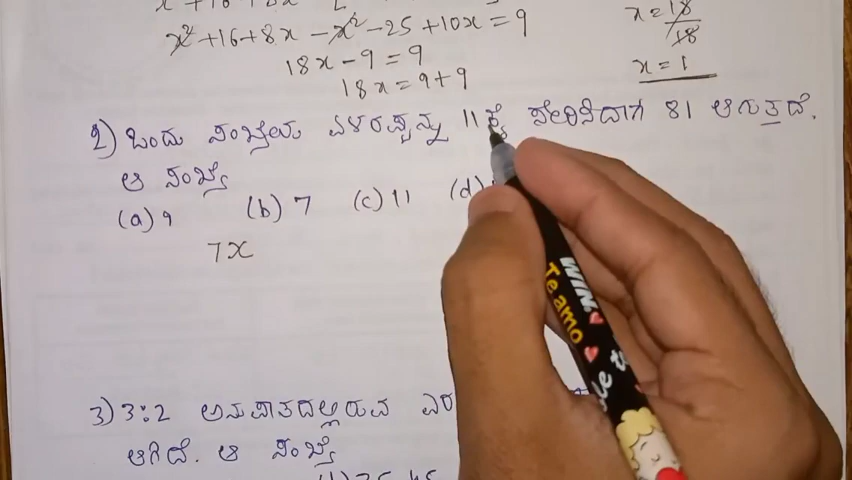 x² + 16 + 8x - x² - 25 + 10x = 9
18x - 9 = 9
18x = 9 + 9
x = 18/18
x = 1
2) ಒಂದು ಸಂಖ್ಯೆಯ ಏಳರಷ್ಟನ್ನು 11ಕ್ಕೆ ಸೇರಿಸಿದಾಗ 81 ಆಗುತ್ತದೆ.
ಆ ಸಂಖ್ಯೆ
(a) 9 (b) 7 (c) 11 (d)
7x
3) 3:2 ಅನುಪಾತದಲ್ಲಿರುವ
ಆಗಿದೆ. ಆ ಸಂಖ್ಯೆ
WIN.
Te amo